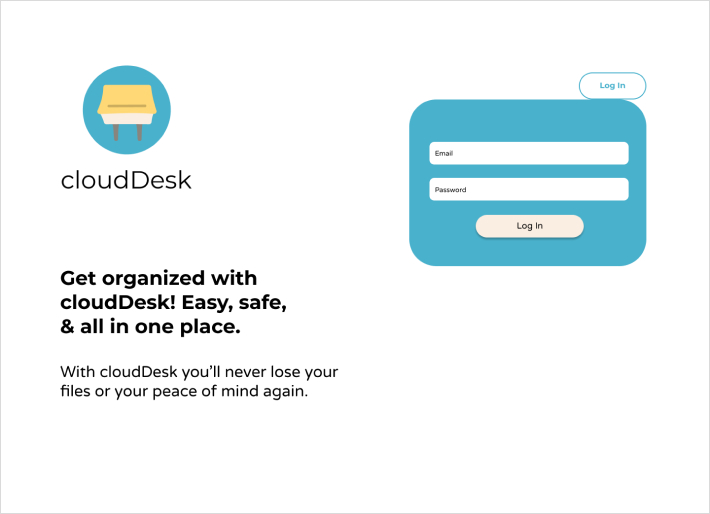 cloudDesk
Get organized with
cloudDesk! Easy, safe,
& all in one place.
With cloudDesk you’ll never lose your
files or your peace of mind again.
Log In
Email
Password
Log In